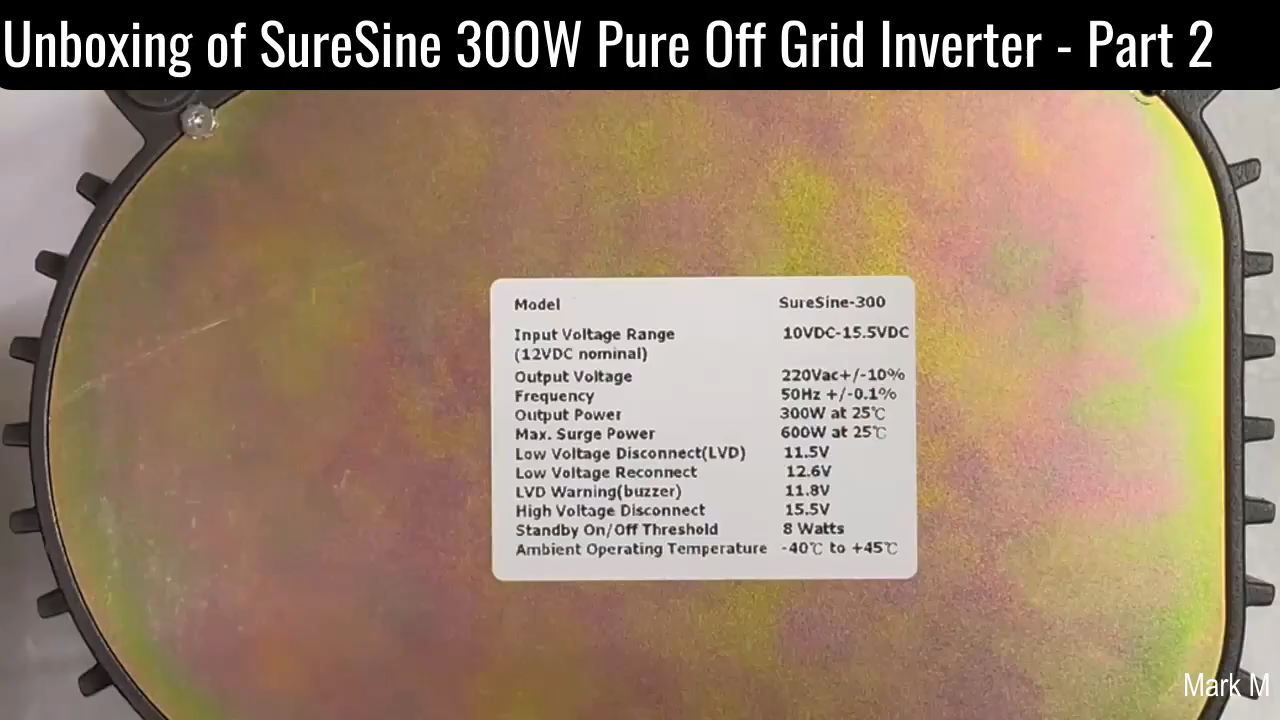 Unboxing of SureSine 300W Pure Off Grid Inverter - Part 2
Model SureSine-300
Input Voltage Range 10VDC-15.5VDC
(12VDC nominal)
Output Voltage 220Vac+/-10%
Frequency 50Hz +/-0.1%
Output Power 300W at 25℃
Max. Surge Power 600W at 25℃
Low Voltage Disconnect(LVD) 11.5V
Low Voltage Reconnect 12.6V
LVD Warning(buzzer) 11.8V
High Voltage Disconnect 15.5V
Standby On/Off Threshold 8 Watts
Ambient Operating Temperature -40℃ to +45℃
Mark M